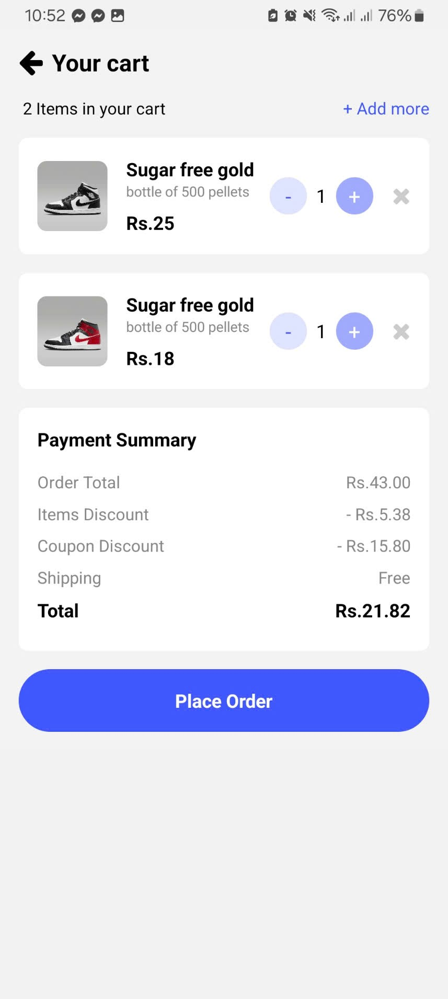 10:52 76%
Your cart
2 Items in your cart + Add more
Sugar free gold
bottle of 500 pellets
- 1 +
Rs.25
Sugar free gold
bottle of 500 pellets
- 1 +
Rs.18
Payment Summary
Order Total Rs.43.00
Items Discount - Rs.5.38
Coupon Discount - Rs.15.80
Shipping Free
Total Rs.21.82
Place Order